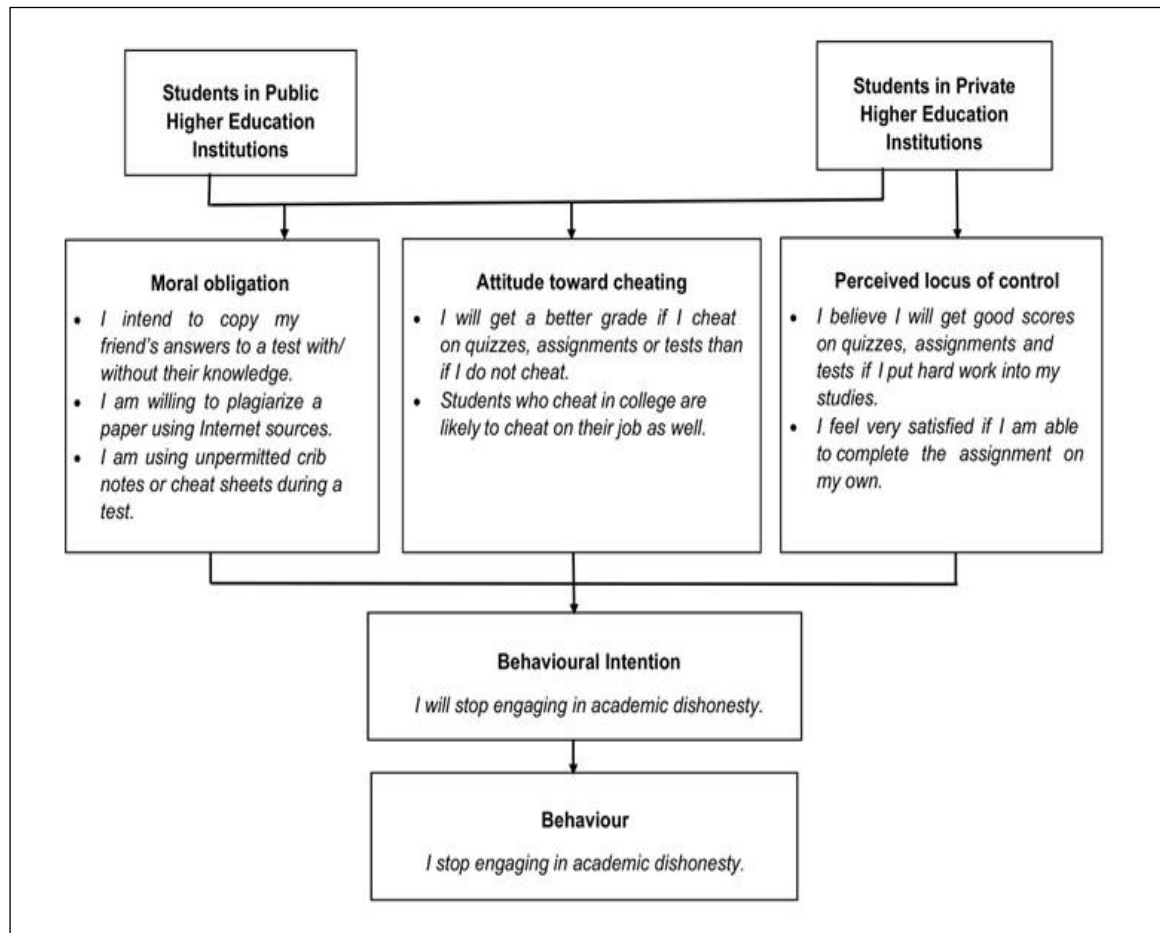 Students in Public
Higher Education
Institutions
Students in Private
Higher Education
Institutions
Moral obligation
• I intend to copy my
friend's answers to a test with/
without their knowledge.
• I am willing to plagiarize a
paper using Internet sources.
• I am using unpermitted crib
notes or cheat sheets during a
test.
Attitude toward cheating
• I will get a better grade if I cheat
on quizzes, assignments or tests than
if I do not cheat.
• Students who cheat in college are
likely to cheat on their job as well.
Perceived locus of control
• I believe I will get good scores
on quizzes, assignments and
tests if I put hard work into my
studies.
• I feel very satisfied if I am able
to complete the assignment on
my own.
Behavioural Intention
I will stop engaging in academic dishonesty.
Behaviour
I stop engaging in academic dishonesty.